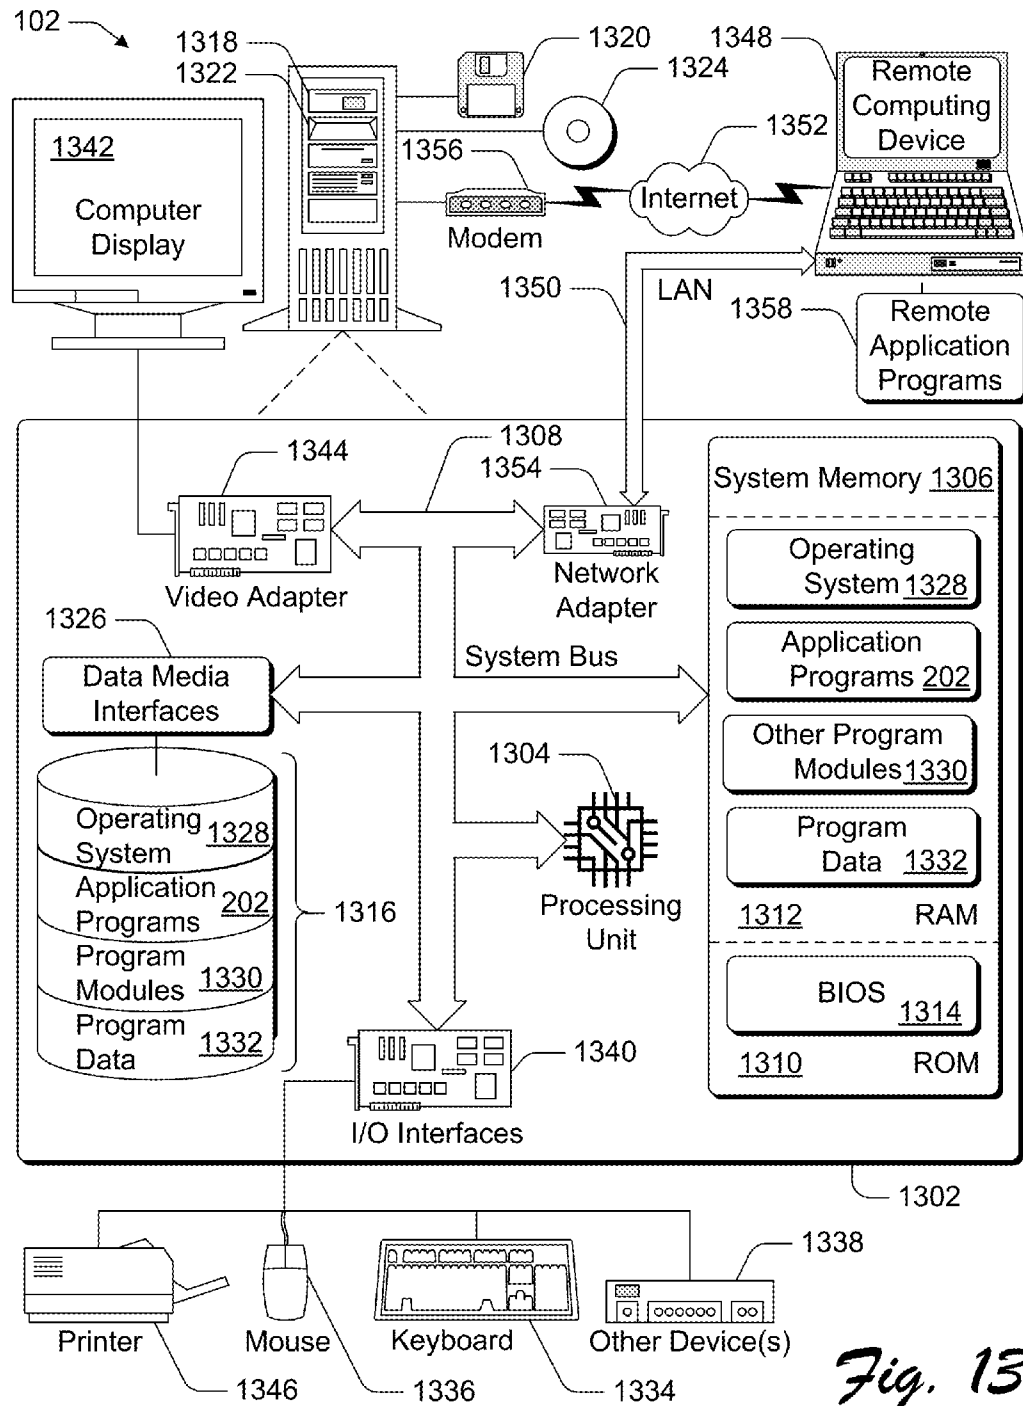 102
1318
1322
1320
1324
1348
1342
Computer
Display
1356
Modem
1352
Internet
Remote
Computing
Device
1350
LAN
1358
Remote
Application
Programs
1344
Video Adapter
1308
1354
Network
Adapter
1326
Data Media
Interfaces
System Bus
Operating
System 1328
Application
Programs 202
Program
Modules 1330
Program
Data 1332
1316
1304
Processing
Unit
System Memory 1306
Operating
System 1328
Application
Programs 202
Other Program
Modules 1330
Program
Data 1332
1312 RAM
BIOS
1314
1310 ROM
1340
I/O Interfaces
1302
Printer
1346
Mouse
1336
Keyboard
1334
1338
Other Device(s)
Fig. 13